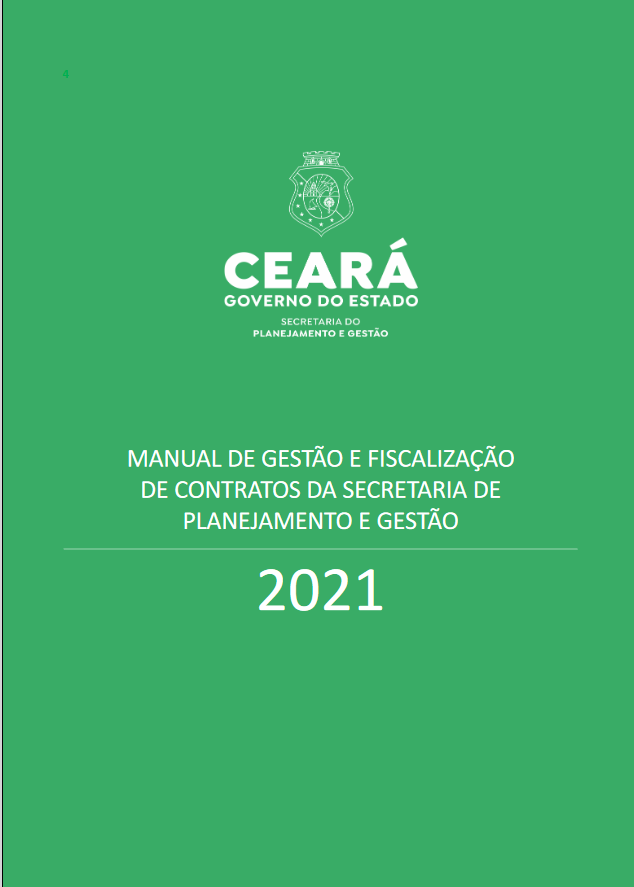 4
CEARÁ
GOVERNO DO ESTADO
SECRETARIA DO
PLANEJAMENTO E GESTÃO
MANUAL DE GESTÃO E FISCALIZAÇÃO
DE CONTRATOS DA SECRETARIA DE
PLANEJAMENTO E GESTÃO
2021